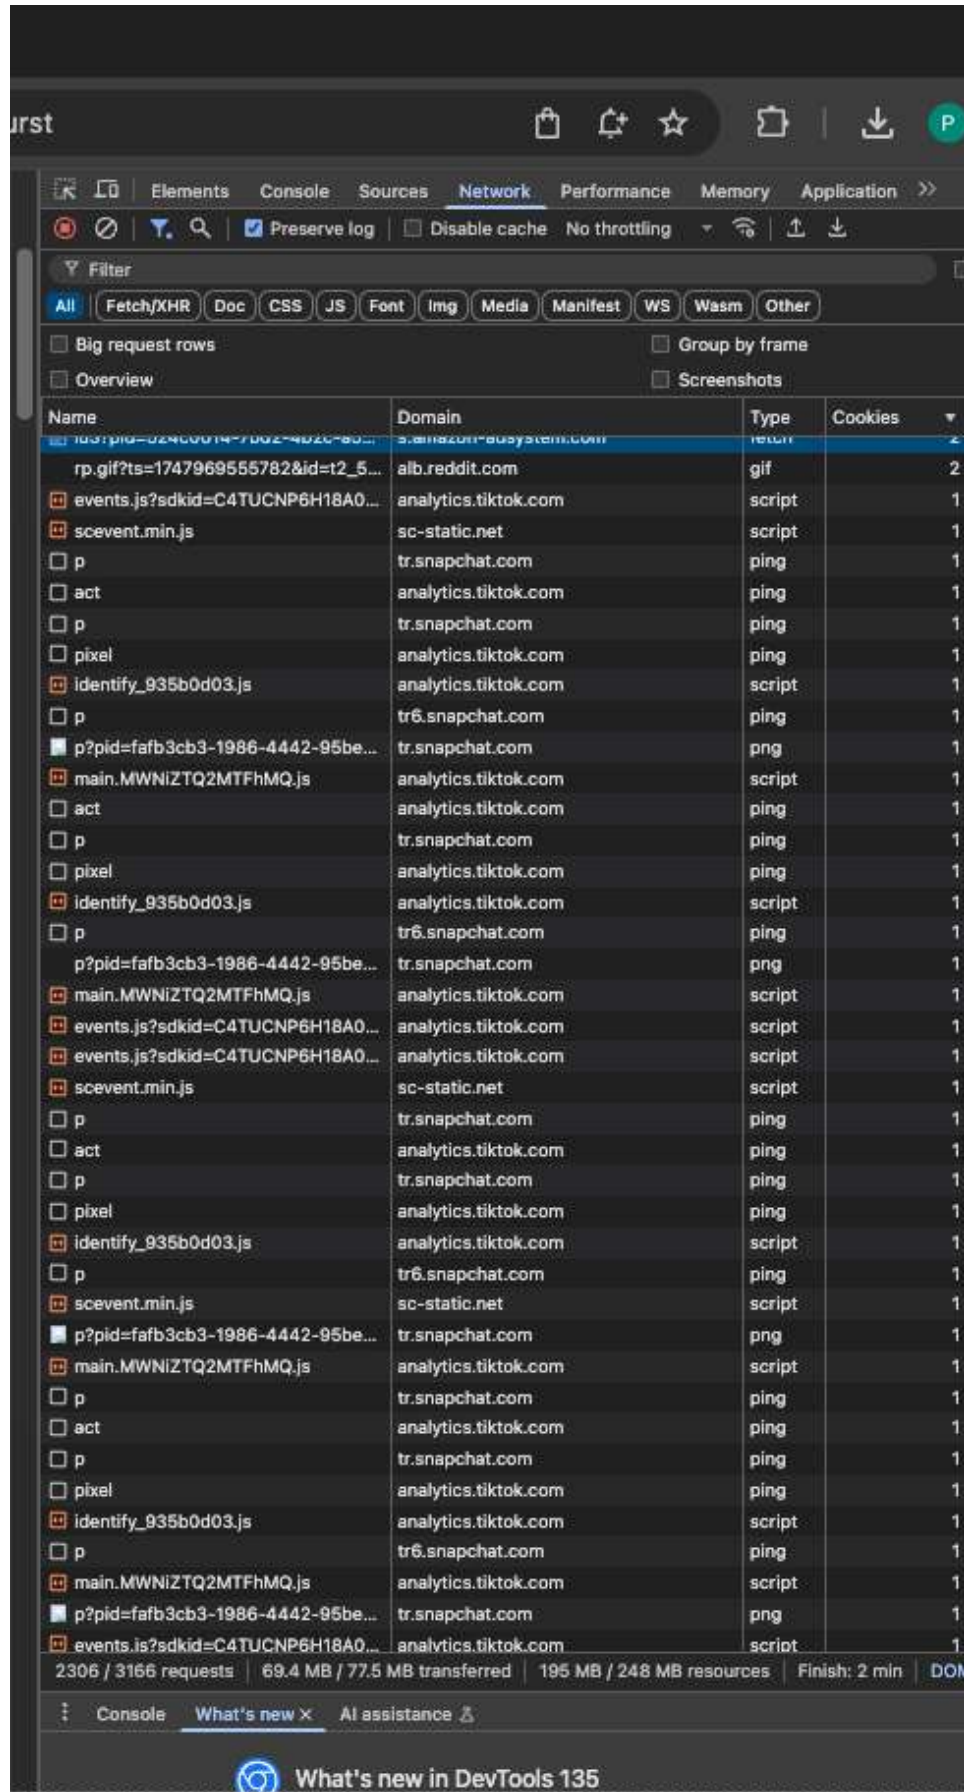 urst
P
Elements Console Sources Network Performance Memory Application
Preserve log Disable cache No throttling
Filter
All Fetch/XHR Doc CSS JS Font Img Media Manifest WS Wasm Other
Big request rows Group by frame
Overview Screenshots
Name Domain Type Cookies
s.amazon-adsystem.com fetch 2
rp.gif?ts=1747969555782&id=t2_5... alb.reddit.com gif 2
events.js?sdkid=C4TUCNP6H18A0... analytics.tiktok.com script 1
scevent.min.js sc-static.net script 1
p tr.snapchat.com ping 1
act analytics.tiktok.com ping 1
p tr.snapchat.com ping 1
pixel analytics.tiktok.com ping 1
identify_935b0d03.js analytics.tiktok.com script 1
p tr6.snapchat.com ping 1
p?pid=fafb3cb3-1986-4442-95be... tr.snapchat.com png 1
main.MWNiZTQ2MTFhMQ.js analytics.tiktok.com script 1
act analytics.tiktok.com ping 1
p tr.snapchat.com ping 1
pixel analytics.tiktok.com ping 1
identify_935b0d03.js analytics.tiktok.com script 1
p tr6.snapchat.com ping 1
p?pid=fafb3cb3-1986-4442-95be... tr.snapchat.com png 1
main.MWNiZTQ2MTFhMQ.js analytics.tiktok.com script 1
events.js?sdkid=C4TUCNP6H18A0... analytics.tiktok.com script 1
events.js?sdkid=C4TUCNP6H18A0... analytics.tiktok.com script 1
scevent.min.js sc-static.net script 1
p tr.snapchat.com ping 1
act analytics.tiktok.com ping 1
p tr.snapchat.com ping 1
pixel analytics.tiktok.com ping 1
identify_935b0d03.js analytics.tiktok.com script 1
p tr6.snapchat.com ping 1
scevent.min.js sc-static.net script 1
p?pid=fafb3cb3-1986-4442-95be... tr.snapchat.com png 1
main.MWNiZTQ2MTFhMQ.js analytics.tiktok.com script 1
p tr.snapchat.com ping 1
act analytics.tiktok.com ping 1
p tr.snapchat.com ping 1
pixel analytics.tiktok.com ping 1
identify_935b0d03.js analytics.tiktok.com script 1
p tr6.snapchat.com ping 1
main.MWNiZTQ2MTFhMQ.js analytics.tiktok.com script 1
p?pid=fafb3cb3-1986-4442-95be... tr.snapchat.com png 1
events.js?sdkid=C4TUCNP6H18A0... analytics.tiktok.com script 1
2306 / 3166 requests 69.4 MB / 77.5 MB transferred 195 MB / 248 MB resources Finish: 2 min DOM
Console What's new × AI assistance
What's new in DevTools 135